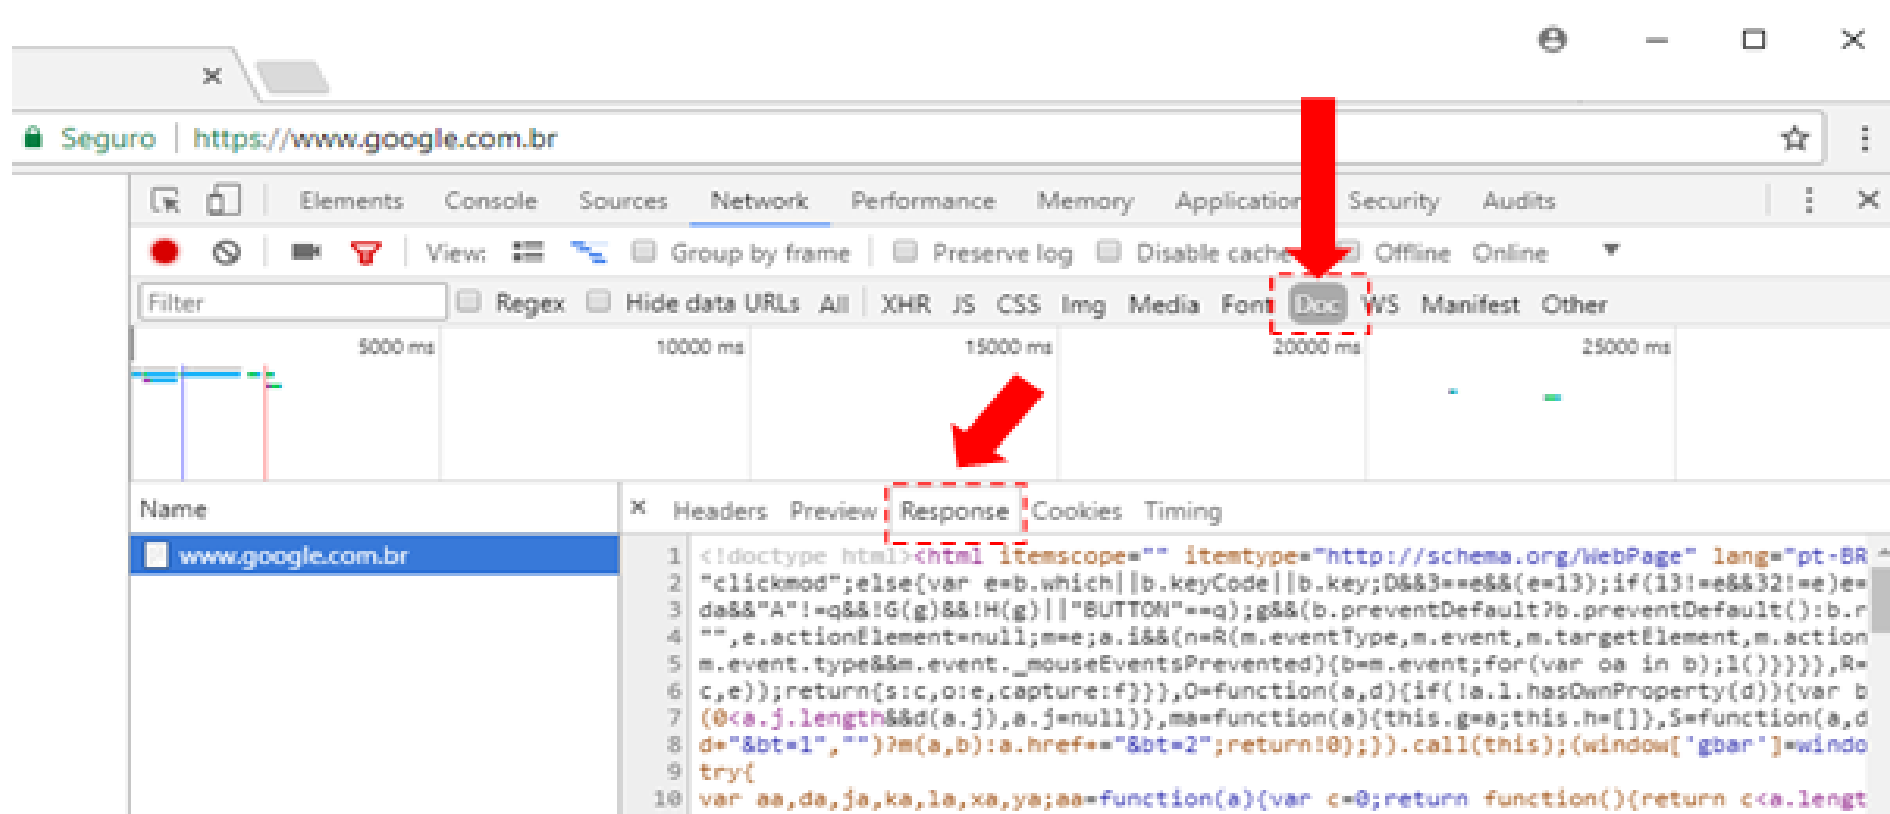 Seguro https://www.google.com.br
Elements Console Sources Network Performance Memory Application Security Audits
View: Group by frame Preserve log Disable cache Offline Online
Filter Regex Hide data URLs All XHR JS CSS Img Media Font Doc WS Manifest Other
5000 ms 10000 ms 15000 ms 20000 ms 25000 ms
Name Headers Preview Response Cookies Timing
www.google.com.br
1 <!doctype html><html itemscope="" itemtype="http://schema.org/WebPage" lang="pt-BR
2 "clickmod";else{var e=b.which||b.keyCode||b.key;D&&3==e&&(e=13);if(13!=e&&32!=e)e=
3 da&&"A"!=q&&!G(g)&&!H(g)||"BUTTON"==q);g&&(b.preventDefault?b.preventDefault():b.r
4 "",e.actionElement=null;m=e;a.i&&(n=R(m.eventType,m.event,m.targetElement,m.action
5 m.event.type&&m.event._mouseEventsPrevented){b=m.event;for(var oa in b);l()}}}},R=
6 c,e));return{s:c,o:e,capture:f}}},O=function(a,d){if(!a.l.hasOwnProperty(d)){var b
7 (0<a.j.length&&d(a.j),a.j=null)},ma=function(a){this.g=a;this.h=[]},S=function(a,d
8 d+"&bt=1",""))?m(a,b):a.href+="&bt=2";return!0};}).call(this);(window['gbar']=windo
9 try{
10 var aa,da,ja,ka,la,xa,ya;aa=function(a){var c=0;return function(){return c<a.lengt